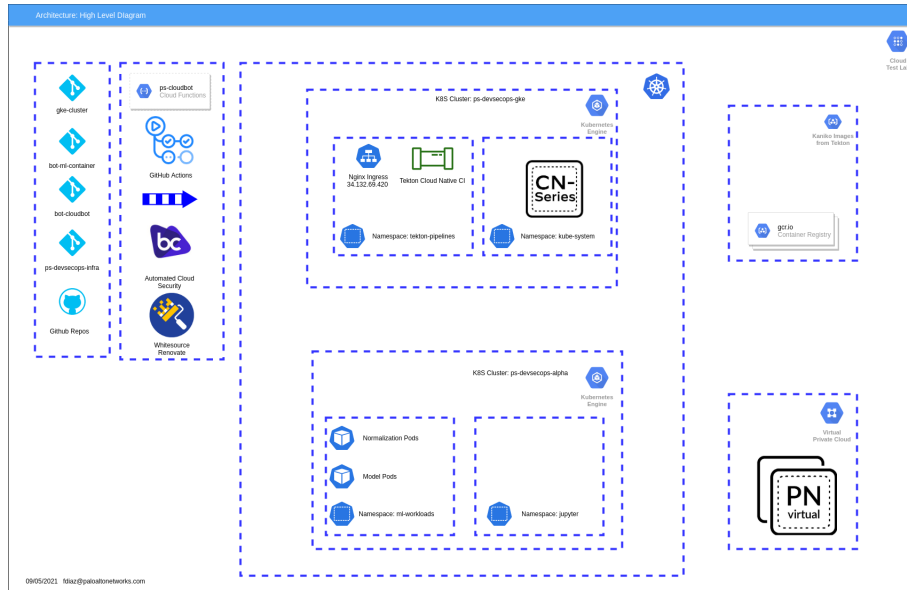 Architecture: High Level DIagram
Cloud
Test La
gke-cluster
bot-ml-container
bot-cloudbot
ps-devsecops-infra
Github Repos
ps-cloudbot
Cloud Functions
GitHub Actions
bc
Automated Cloud
Security
Whitesource
Renovate
K8S Cluster: ps-devsecops-gke
Kubernetes
Engine
Nginx Ingress
34.132.69.420
Tekton Cloud Native CI
Namespace: tekton-pipelines
CN-
Series
Namespace: kube-system
K8S Cluster: ps-devsecops-alpha
Kubernetes
Engine
Normalization Pods
Model Pods
Namespace: ml-workloads
Namespace: jupyter
Kaniko Images
from Tekton
gcr.io
Container Registry
Virtual
Private Cloud
PN
virtual
09/05/2021 fdiaz@paloaltonetworks.com